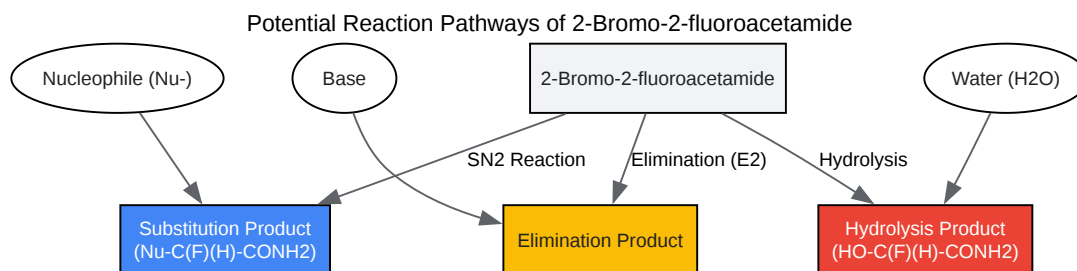 Potential Reaction Pathways of 2-Bromo-2-fluoroacetamide
Nucleophile (Nu-)
Base
2-Bromo-2-fluoroacetamide
Water (H2O)
SN2 Reaction
Elimination (E2)
Hydrolysis
Substitution Product
(Nu-C(F)(H)-CONH2)
Elimination Product
Hydrolysis Product
(HO-C(F)(H)-CONH2)